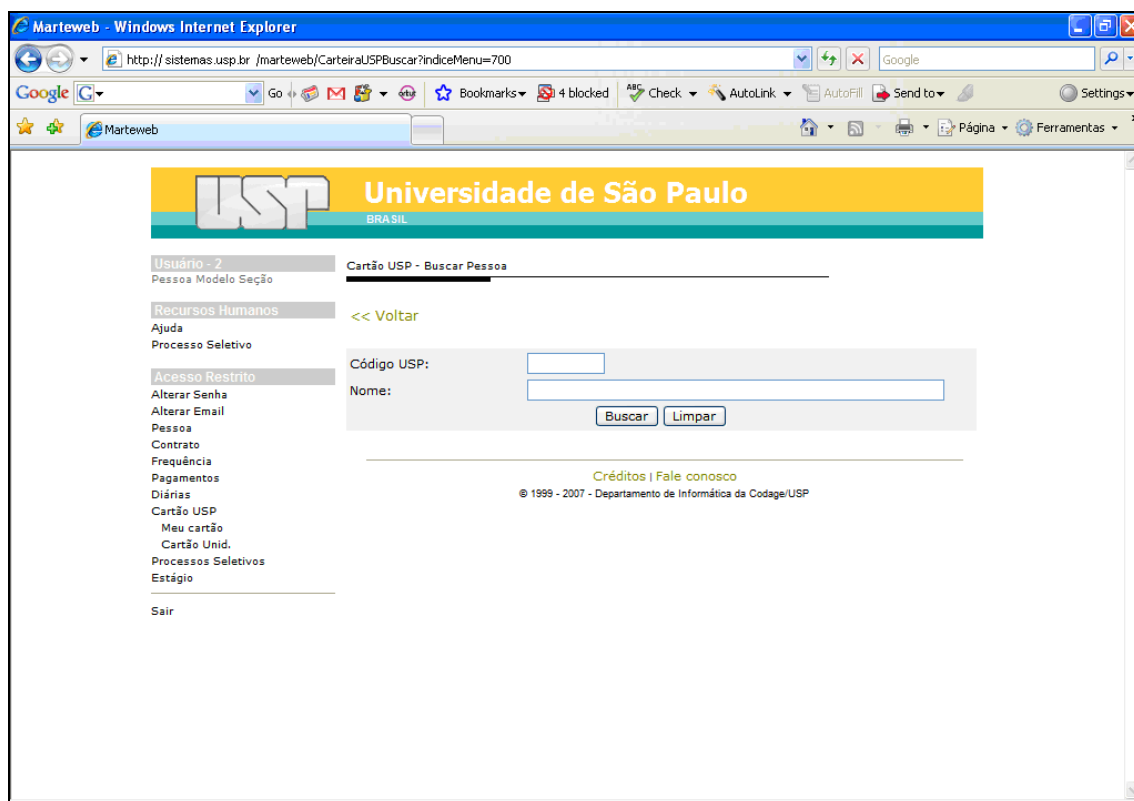 Marteweb - Windows Internet Explorer
http://sistemas.usp.br /marteweb/CarteiraUSPBuscar?indiceMenu=700
Google
Google G Go Bookmarks 4 blocked ABC Check AutoLink AutoFill Send to Settings
Marteweb
Página Ferramentas
USP
Universidade de São Paulo
BRASIL
Usuário - 2
Pessoa Modelo Seção
Recursos Humanos
Ajuda
Processo Seletivo
Acesso Restrito
Alterar Senha
Alterar Email
Pessoa
Contrato
Frequência
Pagamentos
Diárias
Cartão USP
Meu cartão
Cartão Unid.
Processos Seletivos
Estágio
Sair
Cartão USP - Buscar Pessoa
<< Voltar
Código USP:
Nome:
Buscar Limpar
Créditos | Fale conosco
© 1999 - 2007 - Departamento de Informática da Codage/USP